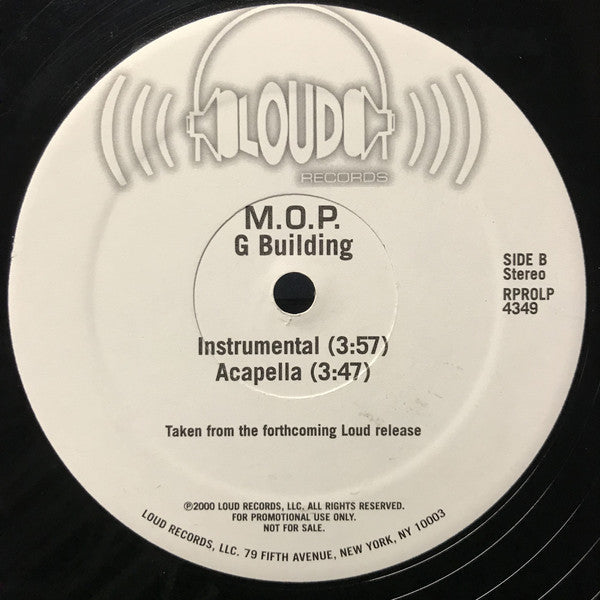 LOUD
RECORDS
M.O.P.
G Building
SIDE B
Stereo
RPROLP
4349
Instrumental (3:57)
Acapella (3:47)
Taken from the forthcoming Loud release
℗2000 LOUD RECORDS, LLC. ALL RIGHTS RESERVED.
FOR PROMOTIONAL USE ONLY.
NOT FOR SALE.
LOUD RECORDS, LLC. 79 FIFTH AVENUE, NEW YORK, NY 10003